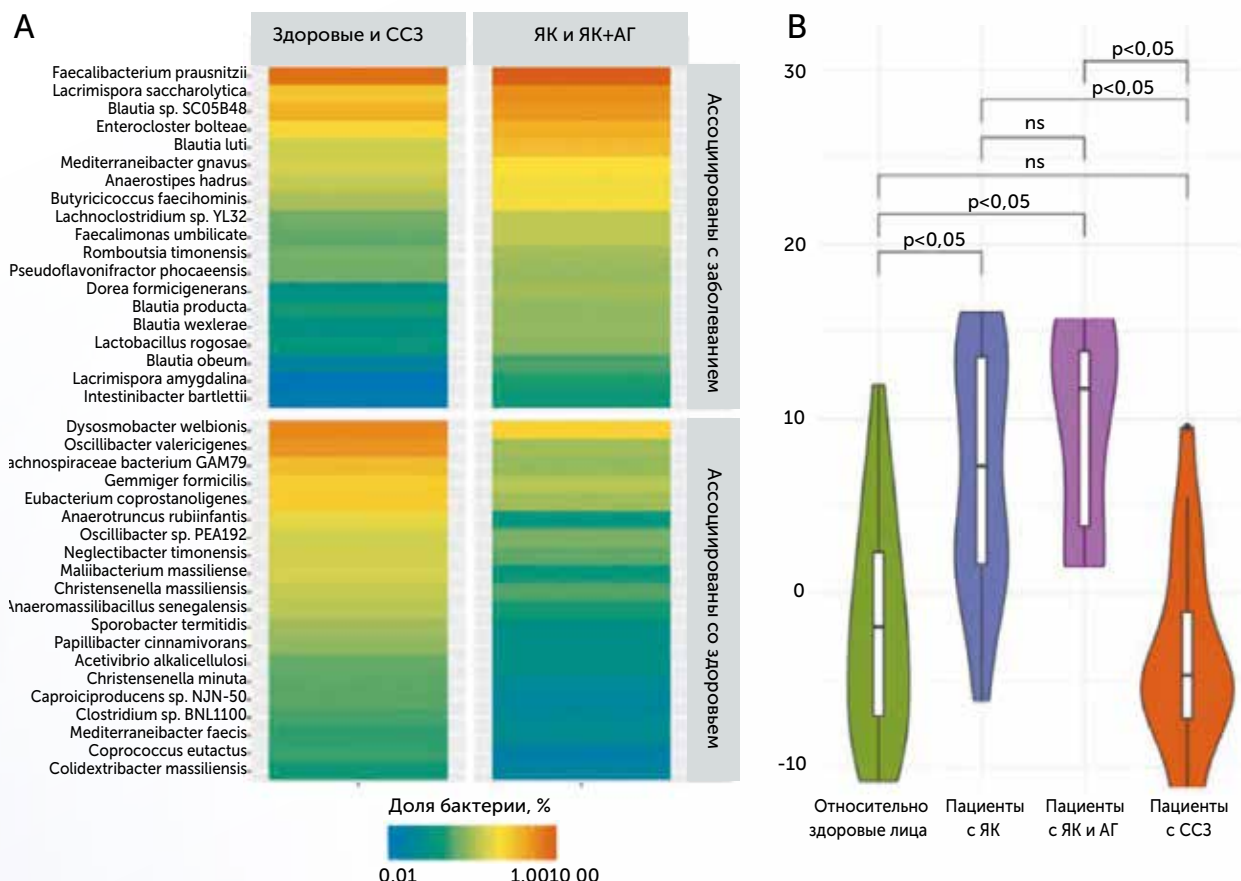 A
Здоровые и ССЗ
ЯК и ЯК+АГ
Faecalibacterium prausnitzii
Lacrimispora saccharolytica
Blautia sp. SC05B48
Enterocloster bolteae
Blautia luti
Mediterraneibacter gnavus
Anaerostipes hadrus
Butyricicoccus faecihominis
Lachnoclostridium sp. YL32
Faecalimonas umbilicate
Romboutsia timonensis
Pseudoflavonifractor phocaeensis
Dorea formicigenerans
Blautia producta
Blautia wexlerae
Lactobacillus rogosae
Blautia obeum
Lacrimispora amygdalina
Intestinibacter bartlettii
Ассоциированы с заболеванием
Dysosmobacter welbionis
Oscillibacter valericigenes
achnospiraceae bacterium GAM79
Gemmiger formicilis
Eubacterium coprostanoligenes
Anaerotruncus rubiinfantis
Oscillibacter sp. PEA192
Neglectibacter timonensis
Maliibacterium massiliense
Christensenella massiliensis
Anaeromassilibacillus senegalensis
Sporobacter termitidis
Papillibacter cinnamivorans
Acetivibrio alkalicellulosi
Christensenella minuta
Caproiciproducens sp. NJN-50
Clostridium sp. BNL1100
Mediterraneibacter faecis
Coprococcus eutactus
Colidextribacter massiliensis
Ассоциированы со здоровьем
Доля бактерии, %
0.01 1.0010.00
B
30
20
10
0
-10
p<0,05
p<0,05
ns
ns
p<0,05
p<0,05
Относительно
здоровые лица
Пациенты
с ЯК
Пациенты
с ЯК и АГ
Пациенты
с ССЗ